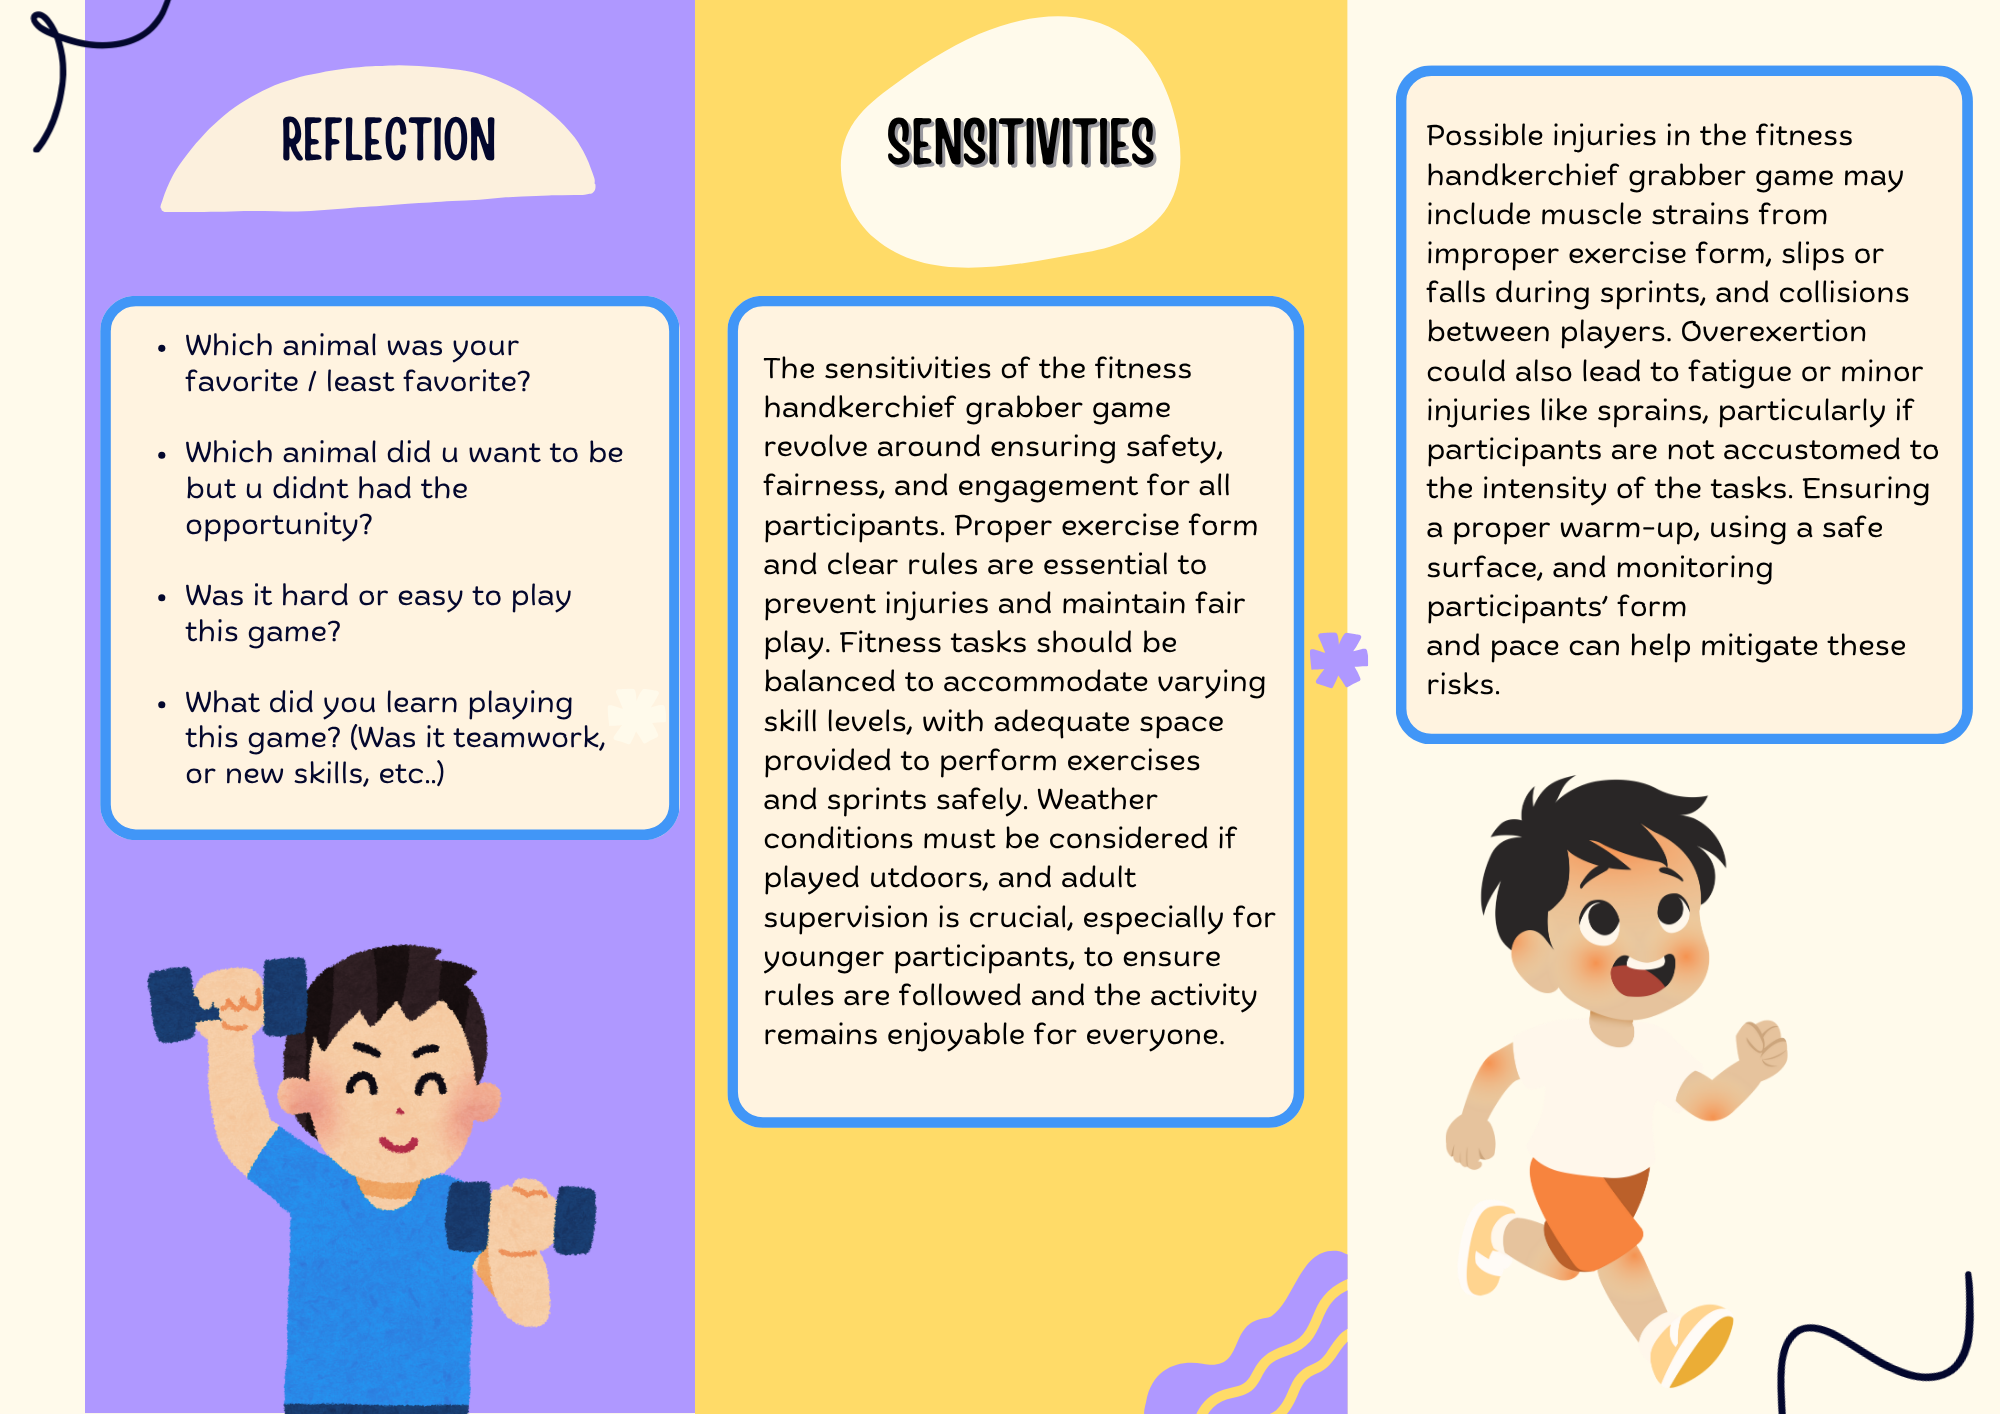 REFLECTION
• Which animal was your
favorite / least favorite?
• Which animal did u want to be
but u didnt had the
opportunity?
• Was it hard or easy to play
this game?
• What did you learn playing
this game? (Was it teamwork,
or new skills, etc..)
SENSITIVITIES
The sensitivities of the fitness
handkerchief grabber game
revolve around ensuring safety,
fairness, and engagement for all
participants. Proper exercise form
and clear rules are essential to
prevent injuries and maintain fair
play. Fitness tasks should be
balanced to accommodate varying
skill levels, with adequate space
provided to perform exercises
and sprints safely. Weather
conditions must be considered if
played utdoors, and adult
supervision is crucial, especially for
younger participants, to ensure
rules are followed and the activity
remains enjoyable for everyone.
Possible injuries in the fitness
handkerchief grabber game may
include muscle strains from
improper exercise form, slips or
falls during sprints, and collisions
between players. Overexertion
could also lead to fatigue or minor
injuries like sprains, particularly if
participants are not accustomed to
the intensity of the tasks. Ensuring
a proper warm-up, using a safe
surface, and monitoring
participants’ form
and pace can help mitigate these
risks.